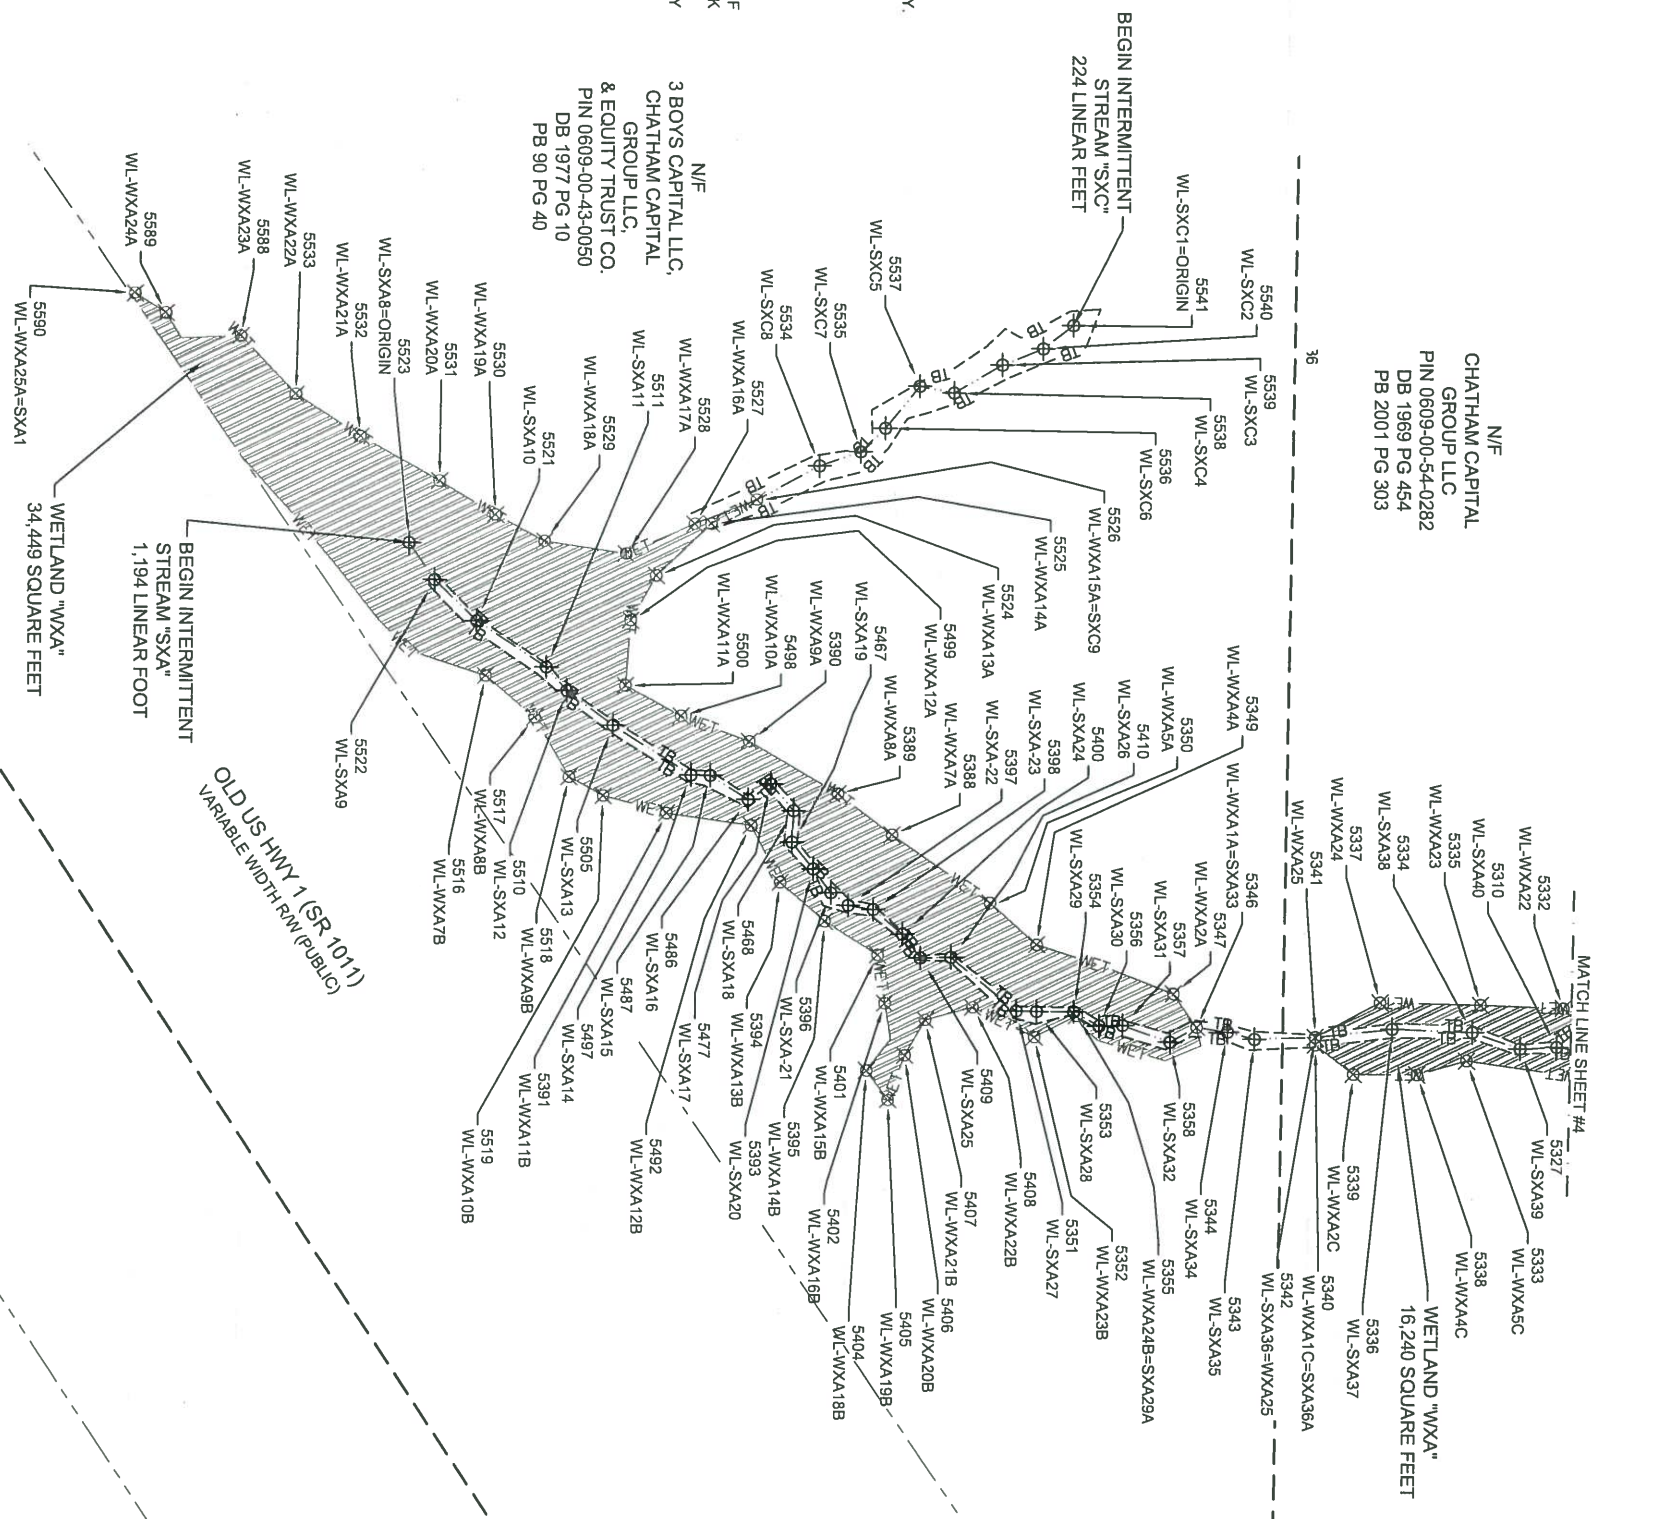 Y.
F
K
Y
BEGIN INTERMITTENT
STREAM "SXC"
224 LINEAR FEET
N/F
CHATHAM CAPITAL
GROUP LLC
PIN 0609-00-54-0282
DB 1969 PG 454
PB 2001 PG 303
36
MATCH LINE SHEET #4
N/F
3 BOYS CAPITAL LLC,
CHATHAM CAPITAL
GROUP LLC,
& EQUITY TRUST CO.
PIN 0609-00-43-0050
DB 1977 PG 10
PB 90 PG 40
5541
WL-SXC1=ORIGIN
5540
WL-SXC2
5539
WL-SXC3
5538
WL-SXC4
5537
WL-SXC5
5536
WL-SXC6
5535
WL-SXC7
5534
WL-SXC8
5526
WL-WXA15A=SXC9
5525
WL-WXA14A
5524
WL-WXA13A
5499
WL-WXA12A
5527
WL-WXA16A
5528
WL-WXA17A
5511
WL-SXA11
5529
WL-WXA18A
5521
WL-SXA10
5530
WL-WXA19A
5531
WL-WXA20A
5523
WL-SXA8=ORIGIN
5532
WL-WXA21A
5533
WL-WXA22A
5588
WL-WXA23A
5589
WL-WXA24A
5590
WL-WXA25A=SXA1
WETLAND "WXA"
34,449 SQUARE FEET
BEGIN INTERMITTENT
STREAM "SXA"
1,194 LINEAR FOOT
OLD US HWY 1 (SR 1011)
VARIABLE WIDTH R/W (PUBLIC)
5500
WL-WXA11A
5498
WL-WXA10A
5390
WL-WXA9A
5467
WL-SXA19
5389
WL-WXA8A
5388
WL-WXA7A
5397
WL-SXA-22
5398
WL-SXA-23
5400
WL-SXA24
5410
WL-SXA26
5350
WL-WXA5A
5349
WL-WXA4A
5354
WL-SXA29
5356
WL-SXA30
5357
WL-SXA31
5347
WL-WXA2A
5346
WL-WXA1A=SXA33
5341
WL-WXA25
5337
WL-WXA24
5334
WL-SXA38
5335
WL-WXA23
5310
WL-SXA40
5332
WL-WXA22
5327
WL-SXA39
5333
WL-WXA5C
5338
WL-WXA4C
WETLAND "WXA"
16,240 SQUARE FEET
5336
WL-SXA37
5339
WL-WXA2C
5340
WL-WXA1C=SXA36A
5342
WL-SXA36=WXA25
5343
WL-SXA35
5344
WL-SXA34
5358
WL-SXA32
5355
WL-WXA24B=SXA29A
5353
WL-SXA28
5352
WL-WXA23B
5351
WL-SXA27
5408
WL-WXA22B
5409
WL-SXA25
5407
WL-WXA21B
5406
WL-WXA20B
5405
WL-WXA19B
5404
WL-WXA18B
5402
WL-WXA16B
5401
WL-WXA15B
5395
WL-WXA14B
5396
WL-SXA-21
5393
WL-SXA20
5394
WL-WXA13B
5468
WL-SXA18
5477
WL-SXA17
5492
WL-WXA12B
5486
WL-SXA16
5487
WL-SXA15
5497
WL-SXA14
5391
WL-WXA11B
5519
WL-WXA10B
5518
WL-WXA9B
5505
WL-SXA13
5510
WL-SXA12
5517
WL-WXA8B
5516
WL-WXA7B
5522
WL-SXA9
TB
TB
TB
TB
TB
TB
TB
TB
WET
WET
WET
WET
WET
WET
WET
WET
WET
WET